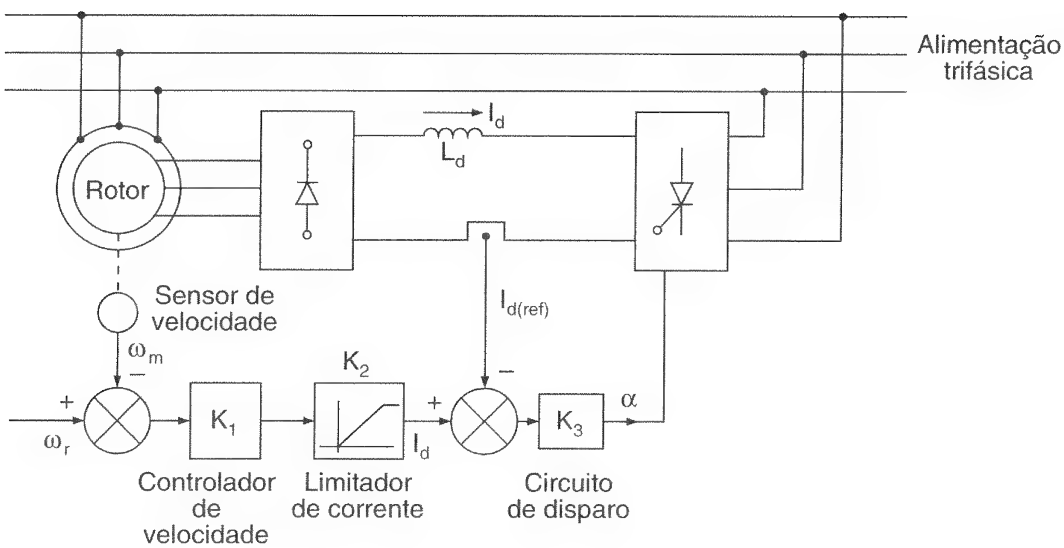 Alimentação
trifásica
I_d
L_d
Rotor
Sensor de
velocidade
I_d(ref)
ω_m
K_2
−
−
+
ω_r
K_1
+
I_d
K_3
α
Controlador
de
velocidade
Limitador
de corrente
Circuito
de disparo